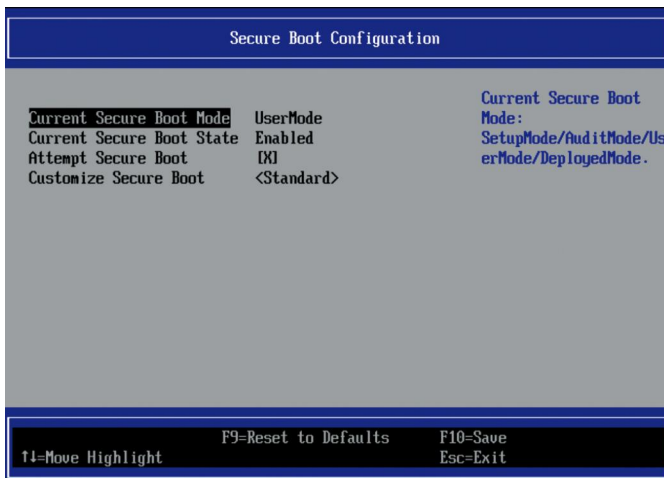 Secure Boot Configuration
Current Secure Boot Mode UserMode
Current Secure Boot State Enabled
Attempt Secure Boot [X]
Customize Secure Boot <Standard>
Current Secure Boot
Mode:
SetupMode/AuditMode/Us
erMode/DeployedMode.
F9=Reset to Defaults F10=Save
↑↓=Move Highlight Esc=Exit